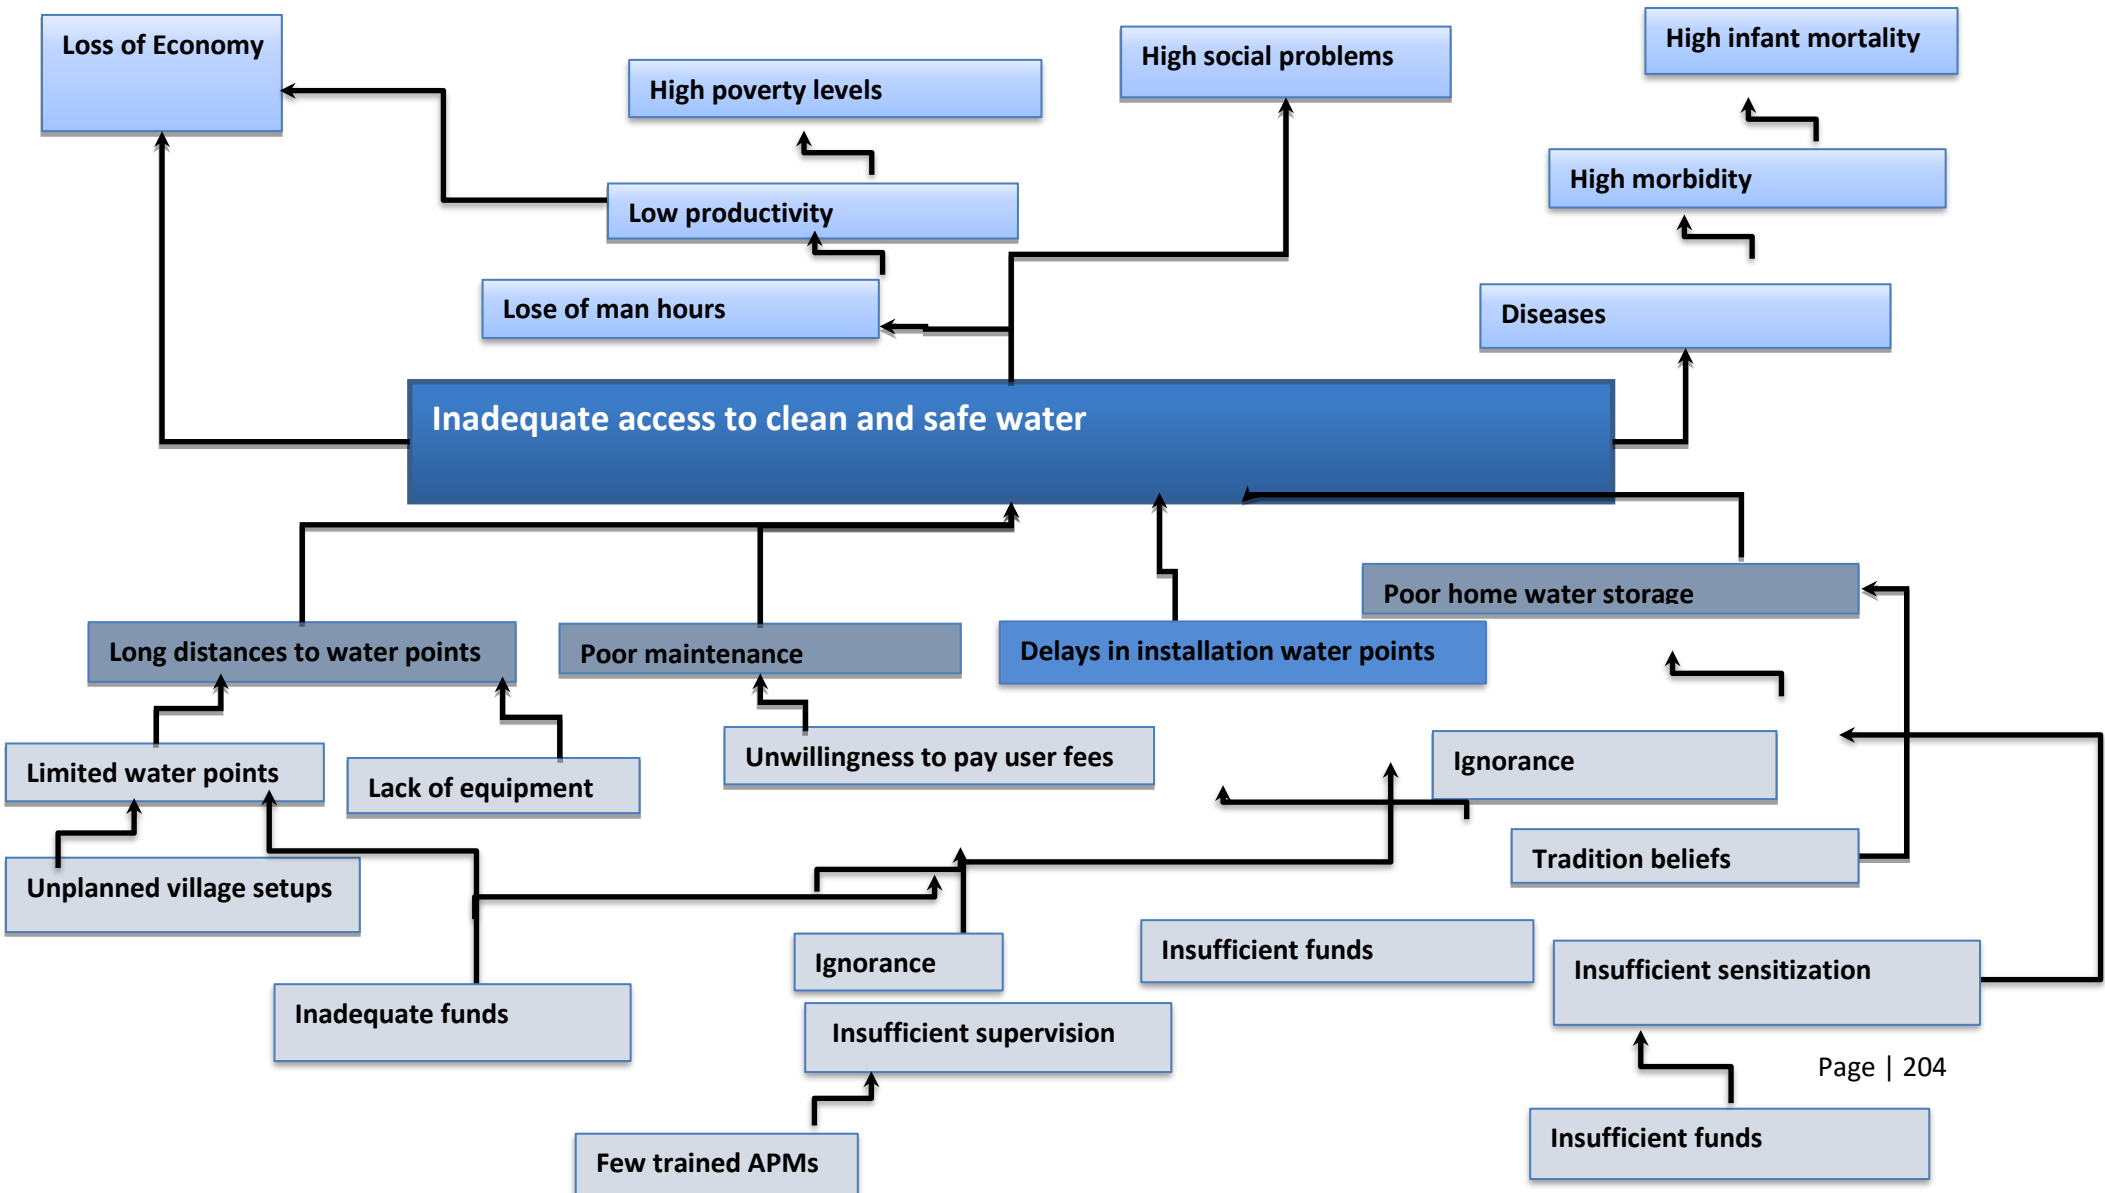 Loss of Economy
High poverty levels
High social problems
High infant mortality
High morbidity
Low productivity
Lose of man hours
Diseases
Inadequate access to clean and safe water
Poor home water storage
Long distances to water points
Poor maintenance
Delays in installation water points
Limited water points
Lack of equipment
Unwillingness to pay user fees
Ignorance
Unplanned village setups
Tradition beliefs
Ignorance
Insufficient funds
Insufficient sensitization
Inadequate funds
Insufficient supervision
Page | 204
Few trained APMs
Insufficient funds